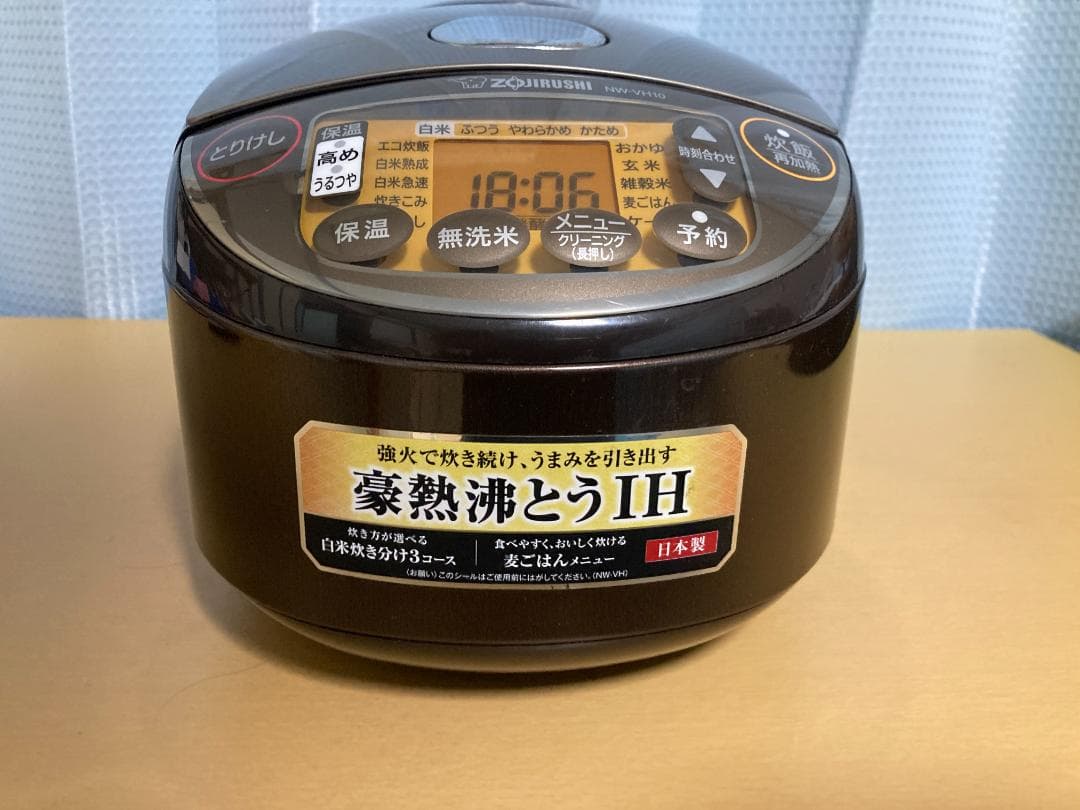 ZOJIRUSHI NW-VH10
とりけし
保温
高め
うるつや
白米 ふつう やわらかめ かため
エコ炊飯
白米熟成
白米急速
炊きこみ
し
18:06
おかゆ
玄米
雑穀米
麦ごはん
ケー
時刻合わせ
炊飯
再加熱
保温
無洗米
メニュー
クリーニング
(長押し)
予約
強火で炊き続け、うまみを引き出す
豪熱沸とうIH
炊き方が選べる
白米炊き分け3コース
食べやすく、おいしく炊ける
麦ごはんメニュー
日本製
(お願い)このシールはご使用前にはがしてください。(NW-VH)